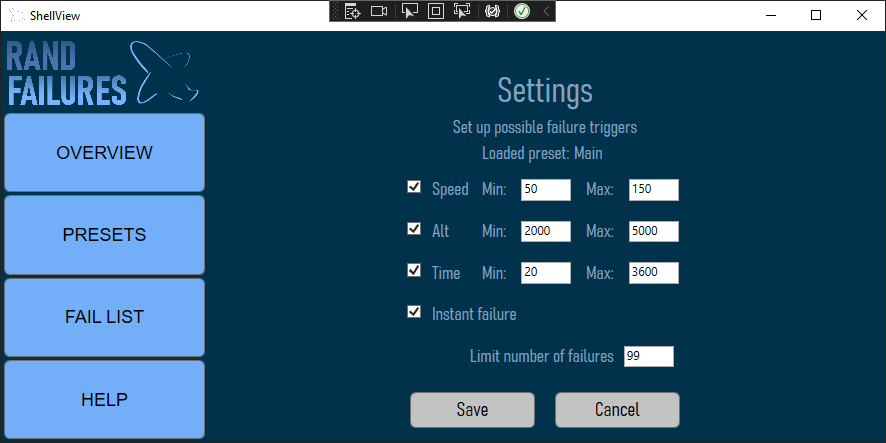 ShellView
RAND
FAILURES
OVERVIEW
PRESETS
FAIL LIST
HELP
Settings
Set up possible failure triggers
Loaded preset: Main
Speed Min: 50 Max: 150
Alt Min: 2000 Max: 5000
Time Min: 20 Max: 3600
Instant failure
Limit number of failures 99
Save Cancel